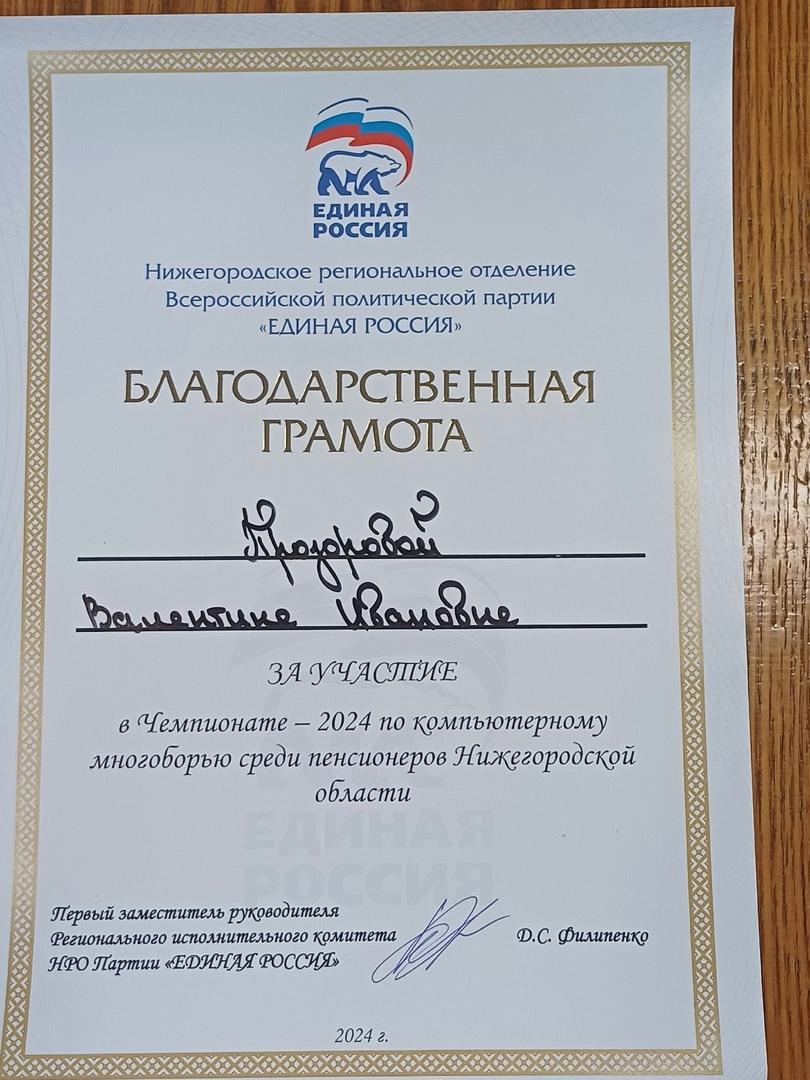 ЕДИНАЯ
РОССИЯ
Нижегородское региональное отделение
Всероссийской политической партии
«ЕДИНАЯ РОССИЯ»
БЛАГОДАРСТВЕННАЯ
ГРАМОТА
Прозоровой
Валентине Ивановне
ЗА УЧАСТИЕ
в Чемпионате – 2024 по компьютерному
многоборью среди пенсионеров Нижегородской
области
ЕДИНАЯ
РОССИЯ
Первый заместитель руководителя
Регионального исполнительного комитета
НРО Партии «ЕДИНАЯ РОССИЯ»
Д.С. Филипенко
2024 г.